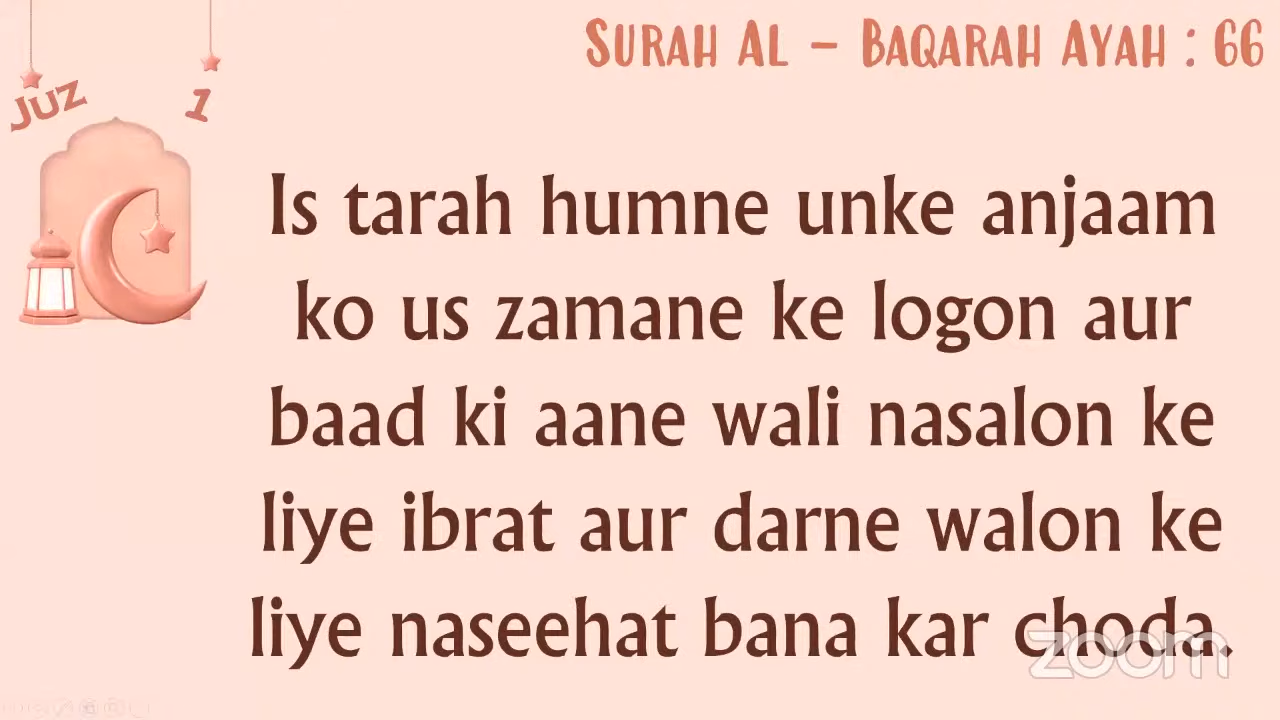 SURAH AL - BAQARAH AYAH : 66
JUZ 1
Is tarah humne unke anjaam
ko us zamane ke logon aur
baad ki aane wali nasalon ke
liye ibrat aur darne walon ke
liye naseehat bana kar choda.
zoom